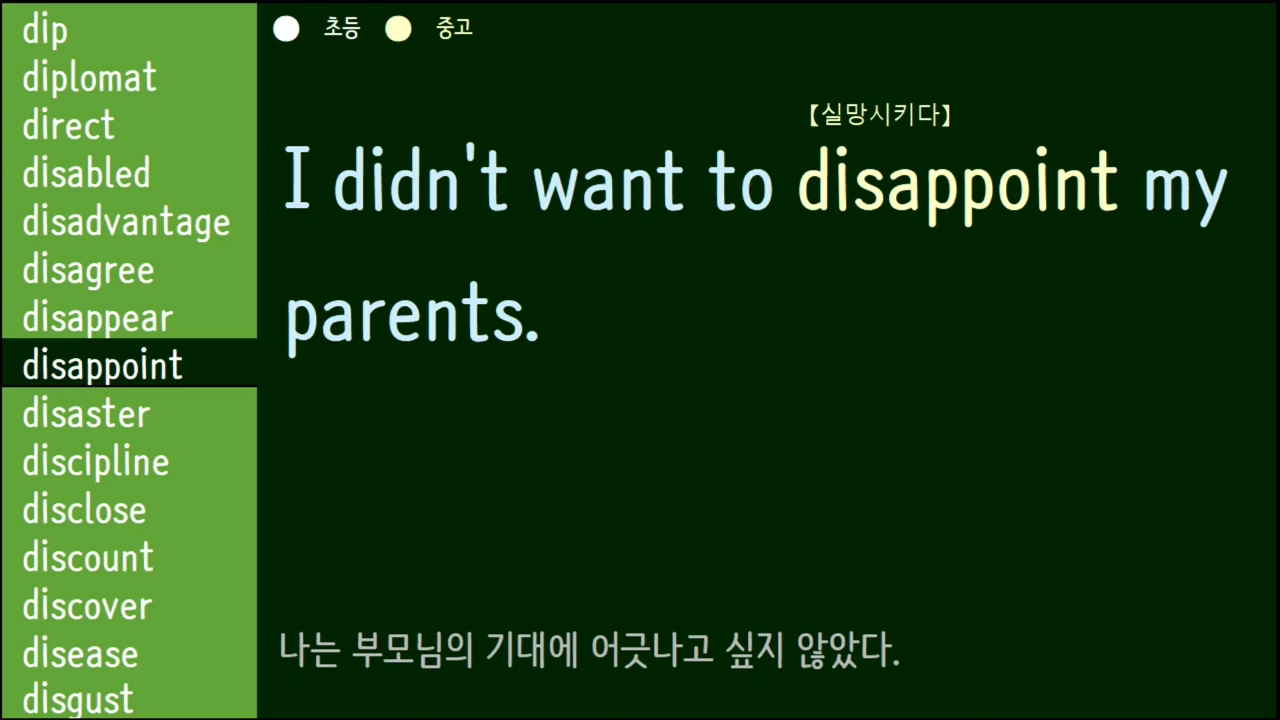 dip
diplomat
direct
disabled
disadvantage
disagree
disappear
disappoint
disaster
discipline
disclose
discount
discover
disease
disgust
초등 중고
【실망시키다】
I didn't want to disappoint my
parents.
나는 부모님의 기대에 어긋나고 싶지 않았다.